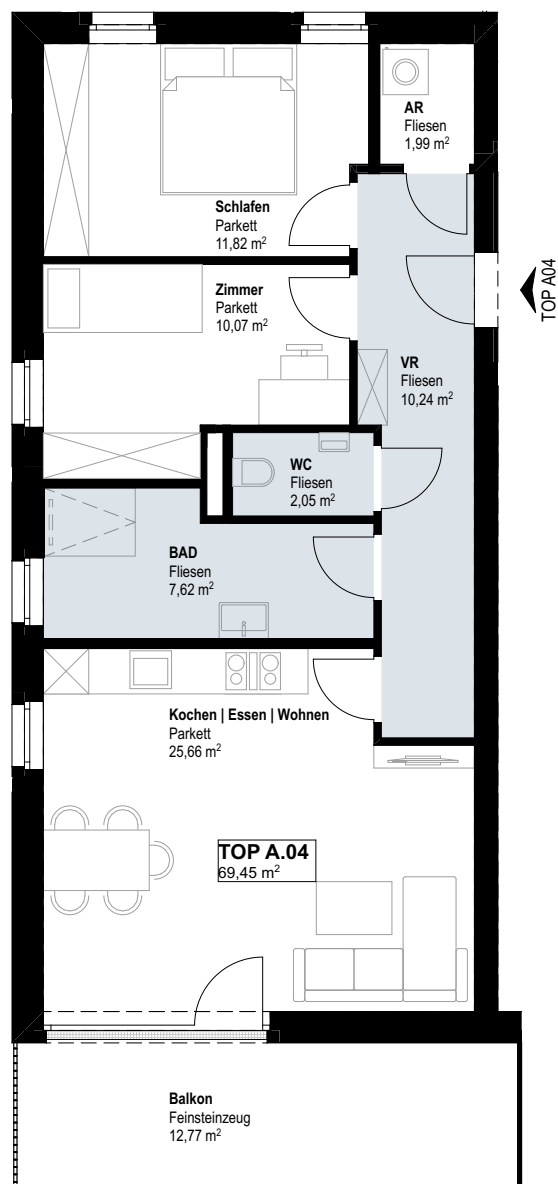 AR
Fliesen
1,99 m²
Schlafen
Parkett
11,82 m²
TOP A04
Zimmer
Parkett
10,07 m²
VR
Fliesen
10,24 m²
WC
Fliesen
2,05 m²
BAD
Fliesen
7,62 m²
Kochen | Essen | Wohnen
Parkett
25,66 m²
TOP A.04
69,45 m²
Balkon
Feinsteinzeug
12,77 m²